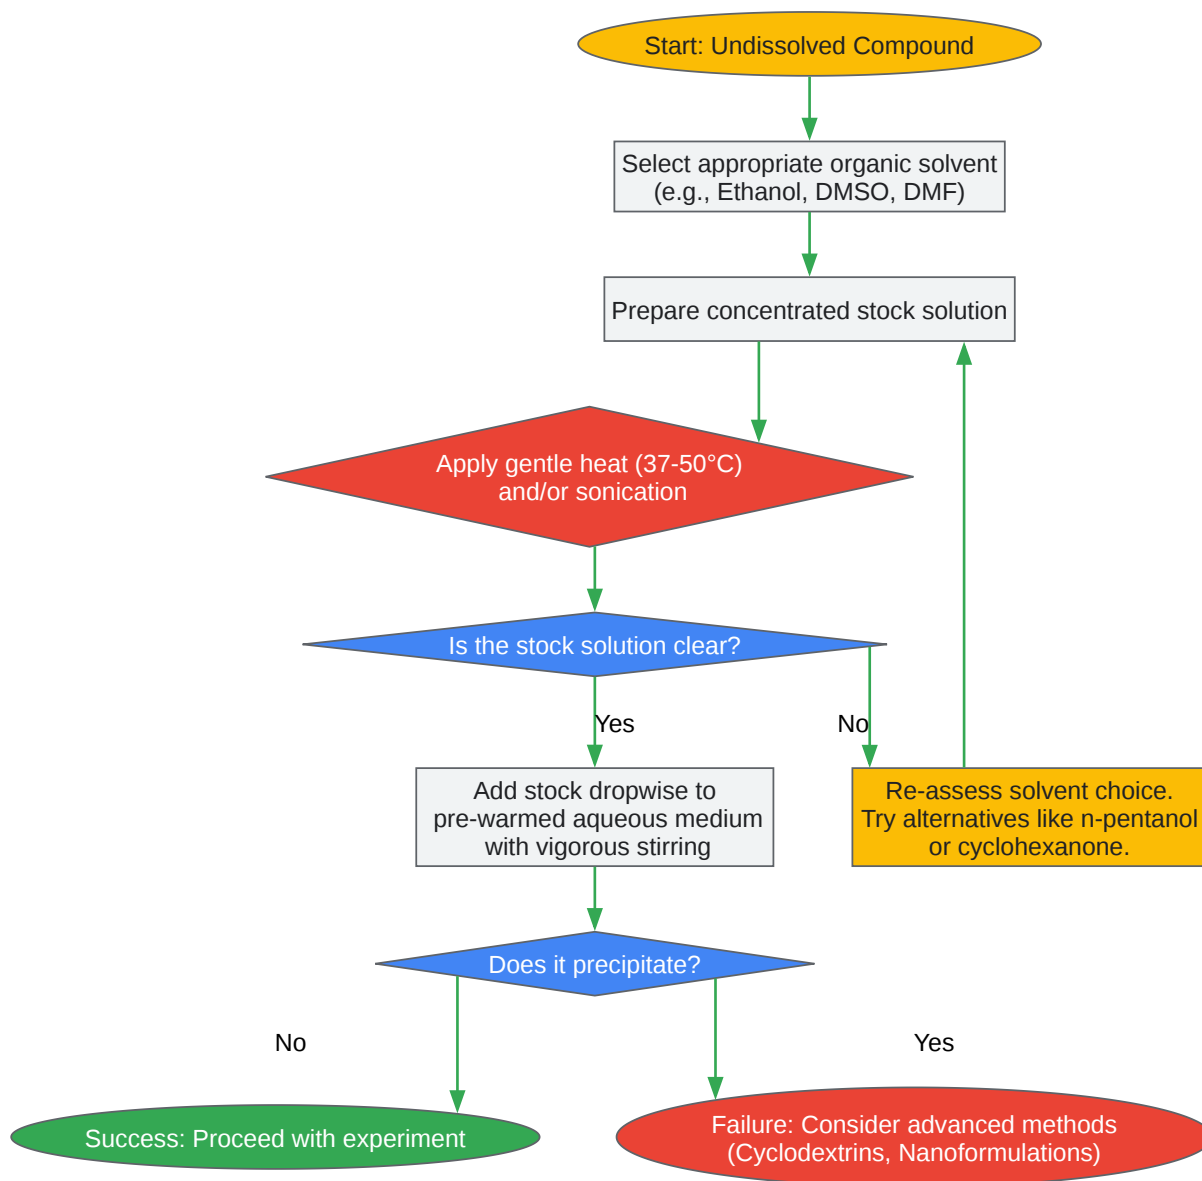 Start: Undissolved Compound
Select appropriate organic solvent
(e.g., Ethanol, DMSO, DMF)
Prepare concentrated stock solution
Apply gentle heat (37-50°C)
and/or sonication
Is the stock solution clear?
Yes
No
Add stock dropwise to
pre-warmed aqueous medium
with vigorous stirring
Re-assess solvent choice.
Try alternatives like n-pentanol
or cyclohexanone.
Does it precipitate?
No
Yes
Success: Proceed with experiment
Failure: Consider advanced methods
(Cyclodextrins, Nanoformulations)